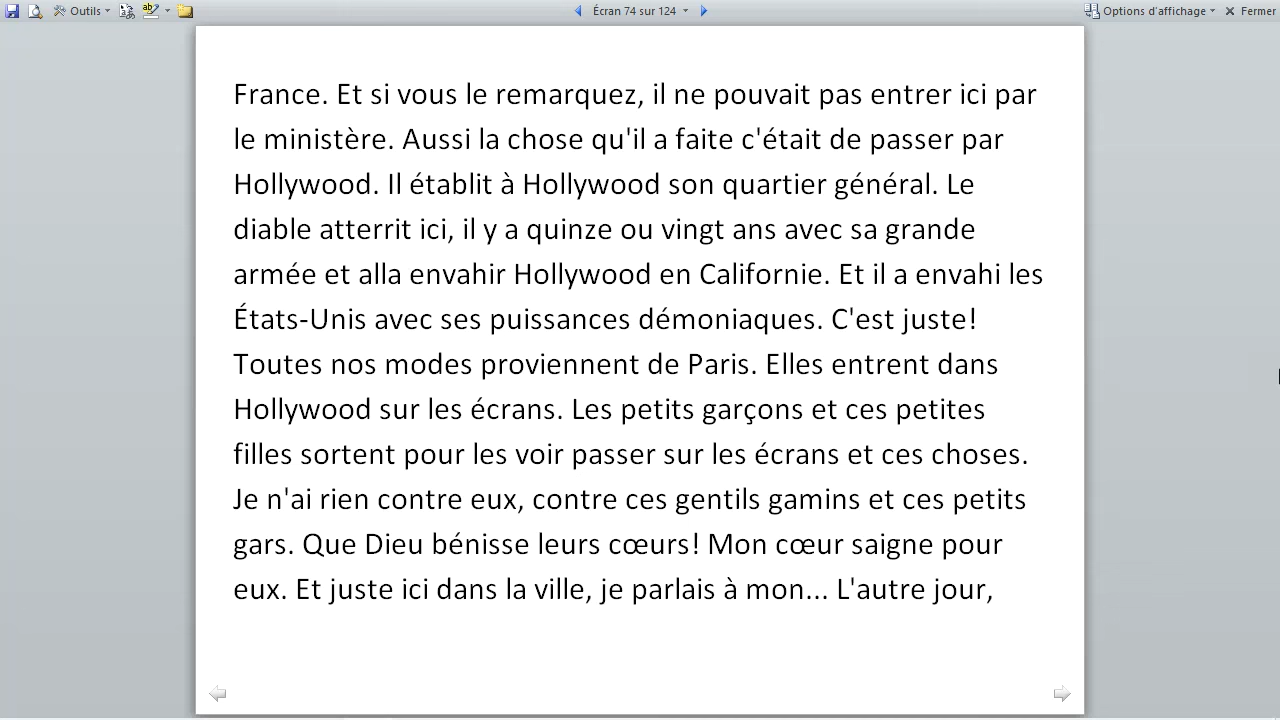 Outils
Écran 74 sur 124
Options d'affichage
Fermer
France. Et si vous le remarquez, il ne pouvait pas entrer ici par
le ministère. Aussi la chose qu'il a faite c'était de passer par
Hollywood. Il établit à Hollywood son quartier général. Le
diable atterrit ici, il y a quinze ou vingt ans avec sa grande
armée et alla envahir Hollywood en Californie. Et il a envahi les
États-Unis avec ses puissances démoniaques. C'est juste!
Toutes nos modes proviennent de Paris. Elles entrent dans
Hollywood sur les écrans. Les petits garçons et ces petites
filles sortent pour les voir passer sur les écrans et ces choses.
Je n'ai rien contre eux, contre ces gentils gamins et ces petits
gars. Que Dieu bénisse leurs cœurs! Mon cœur saigne pour
eux. Et juste ici dans la ville, je parlais à mon... L'autre jour,